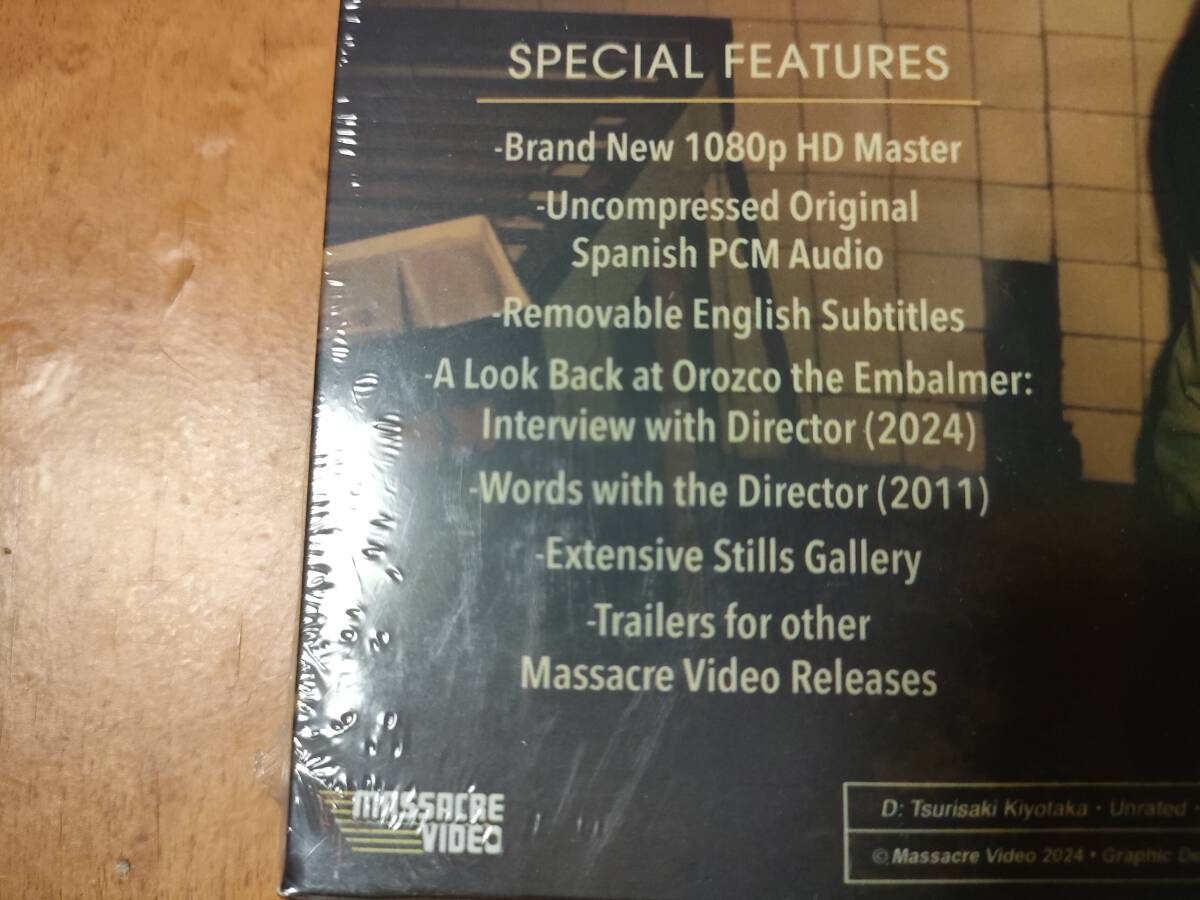 SPECIAL FEATURES
-Brand New 1080p HD Master
-Uncompressed Original
Spanish PCM Audio
-Removable English Subtitles
-A Look Back at Orozco the Embalmer:
Interview with Director (2024)
-Words with the Director (2011)
-Extensive Stills Gallery
-Trailers for other
Massacre Video Releases
MASSACRE
VIDEO
D: Tsurisaki Kiyotaka • Unrated
©Massacre Video 2024 • Graphic